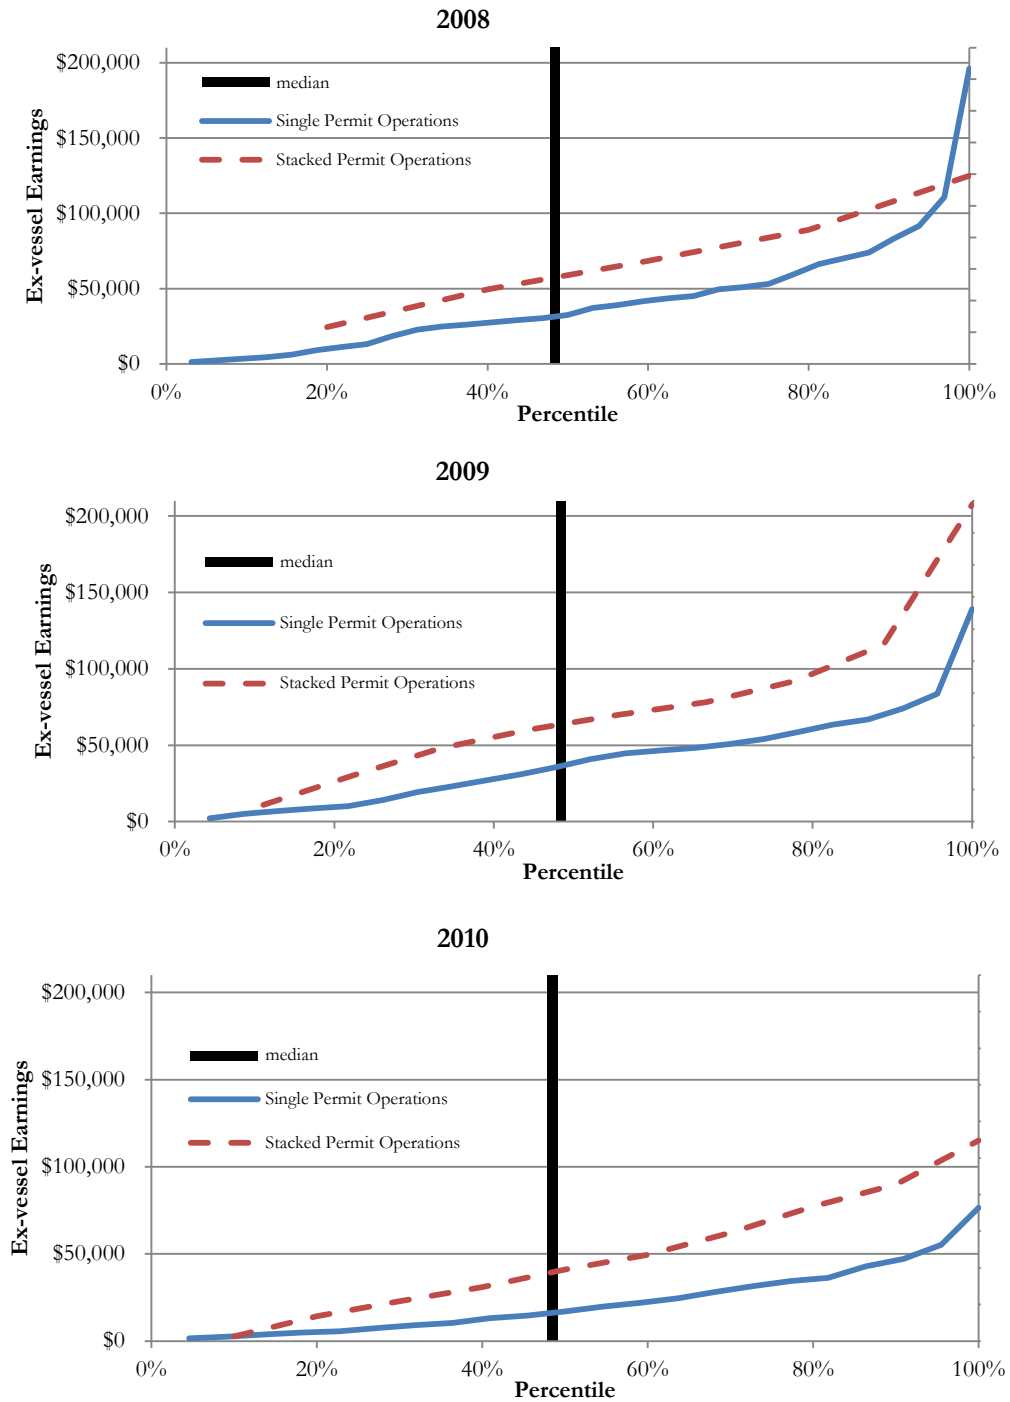 2008
Ex-vessel Earnings
$200,000
$150,000
$100,000
$50,000
$0
median
Single Permit Operations
Stacked Permit Operations
0% 20% 40% 60% 80% 100%
Percentile
2009
Ex-vessel Earnings
$200,000
$150,000
$100,000
$50,000
$0
median
Single Permit Operations
Stacked Permit Operations
0% 20% 40% 60% 80% 100%
Percentile
2010
Ex-vessel Earnings
$200,000
$150,000
$100,000
$50,000
$0
median
Single Permit Operations
Stacked Permit Operations
0% 20% 40% 60% 80% 100%
Percentile